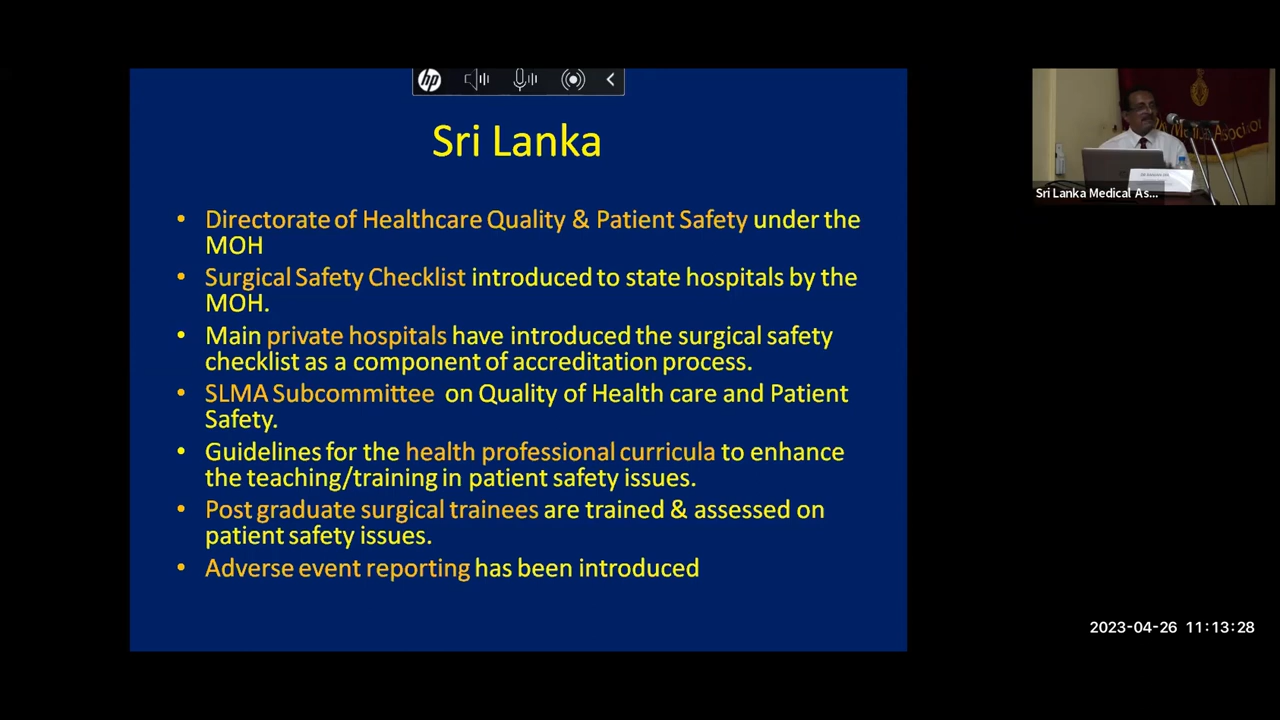 hp
Sri Lanka
• Directorate of Healthcare Quality & Patient Safety under the
MOH
• Surgical Safety Checklist introduced to state hospitals by the
MOH.
• Main private hospitals have introduced the surgical safety
checklist as a component of accreditation process.
• SLMA Subcommittee on Quality of Health care and Patient
Safety.
• Guidelines for the health professional curricula to enhance
the teaching/training in patient safety issues.
• Post graduate surgical trainees are trained & assessed on
patient safety issues.
• Adverse event reporting has been introduced
Sri Lanka Medical As...
2023-04-26 11:13:28